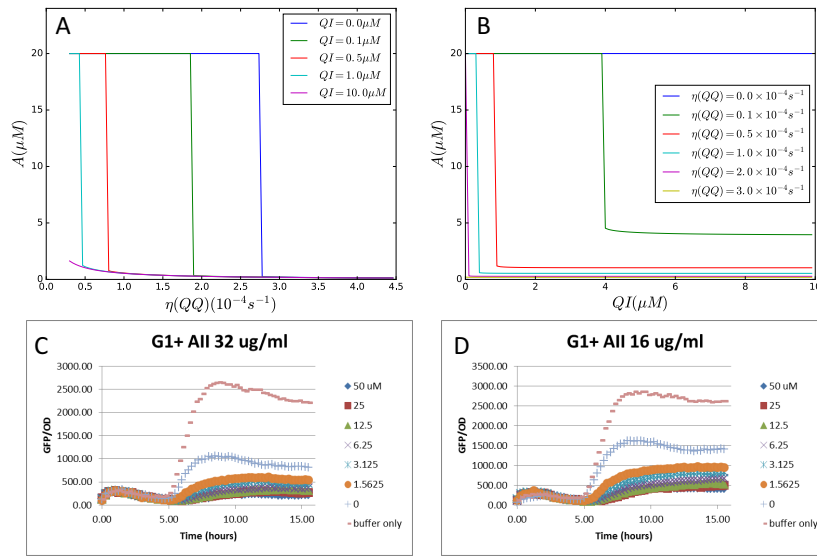 A
QI = 0.0μM
QI = 0.1μM
QI = 0.5μM
QI = 1.0μM
QI = 10.0μM
A(μM)
20
15
10
5
0
0.5 1.0 1.5 2.0 2.5 3.0 3.5 4.0 4.5
η(QQ)(10⁻⁴s⁻¹)
B
η(QQ) = 0.0 × 10⁻⁴s⁻¹
η(QQ) = 0.1 × 10⁻⁴s⁻¹
η(QQ) = 0.5 × 10⁻⁴s⁻¹
η(QQ) = 1.0 × 10⁻⁴s⁻¹
η(QQ) = 2.0 × 10⁻⁴s⁻¹
η(QQ) = 3.0 × 10⁻⁴s⁻¹
A(μM)
20
15
10
5
0
0 2 4 6 8 10
QI(μM)
C
G1+ AII 32 ug/ml
GFP/OD
3000.00
2500.00
2000.00
1500.00
1000.00
500.00
0.00
0.00 5.00 10.00 15.00
Time (hours)
50 uM
25
12.5
6.25
3.125
1.5625
0
buffer only
D
G1+ AII 16 ug/ml
GFP/OD
3500.00
3000.00
2500.00
2000.00
1500.00
1000.00
500.00
0.00
0.00 5.00 10.00 15.00
Time (hours)
50 uM
25
12.5
6.25
3.125
1.5625
0
buffer only